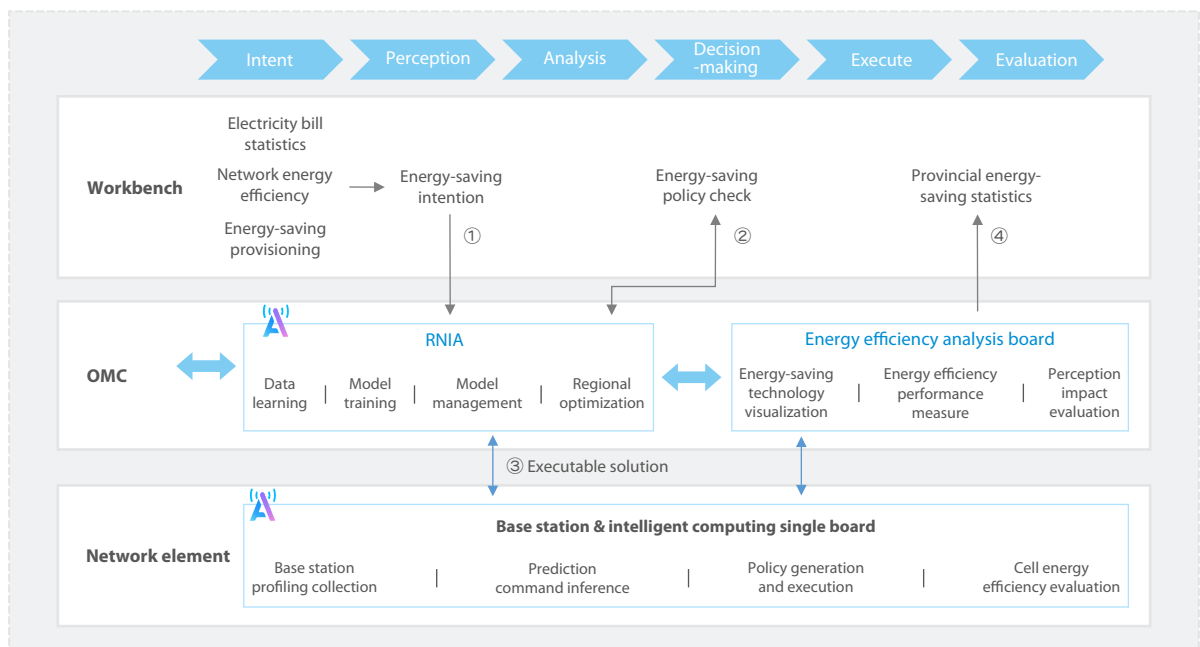 Intent
Perception
Analysis
Decision
-making
Execute
Evaluation
Workbench
Electricity bill
statistics
Network energy
efficiency
Energy-saving
provisioning
Energy-saving
intention
①
Energy-saving
policy check
②
Provincial energy-
saving statistics
④
OMC
RNIA
Data
learning
Model
training
Model
management
Regional
optimization
Energy efficiency analysis board
Energy-saving
technology
visualization
Energy efficiency
performance
measure
Perception
impact
evaluation
③ Executable solution
Network element
Base station & intelligent computing single board
Base station
profiling collection
Prediction
command inference
Policy generation
and execution
Cell energy
efficiency evaluation